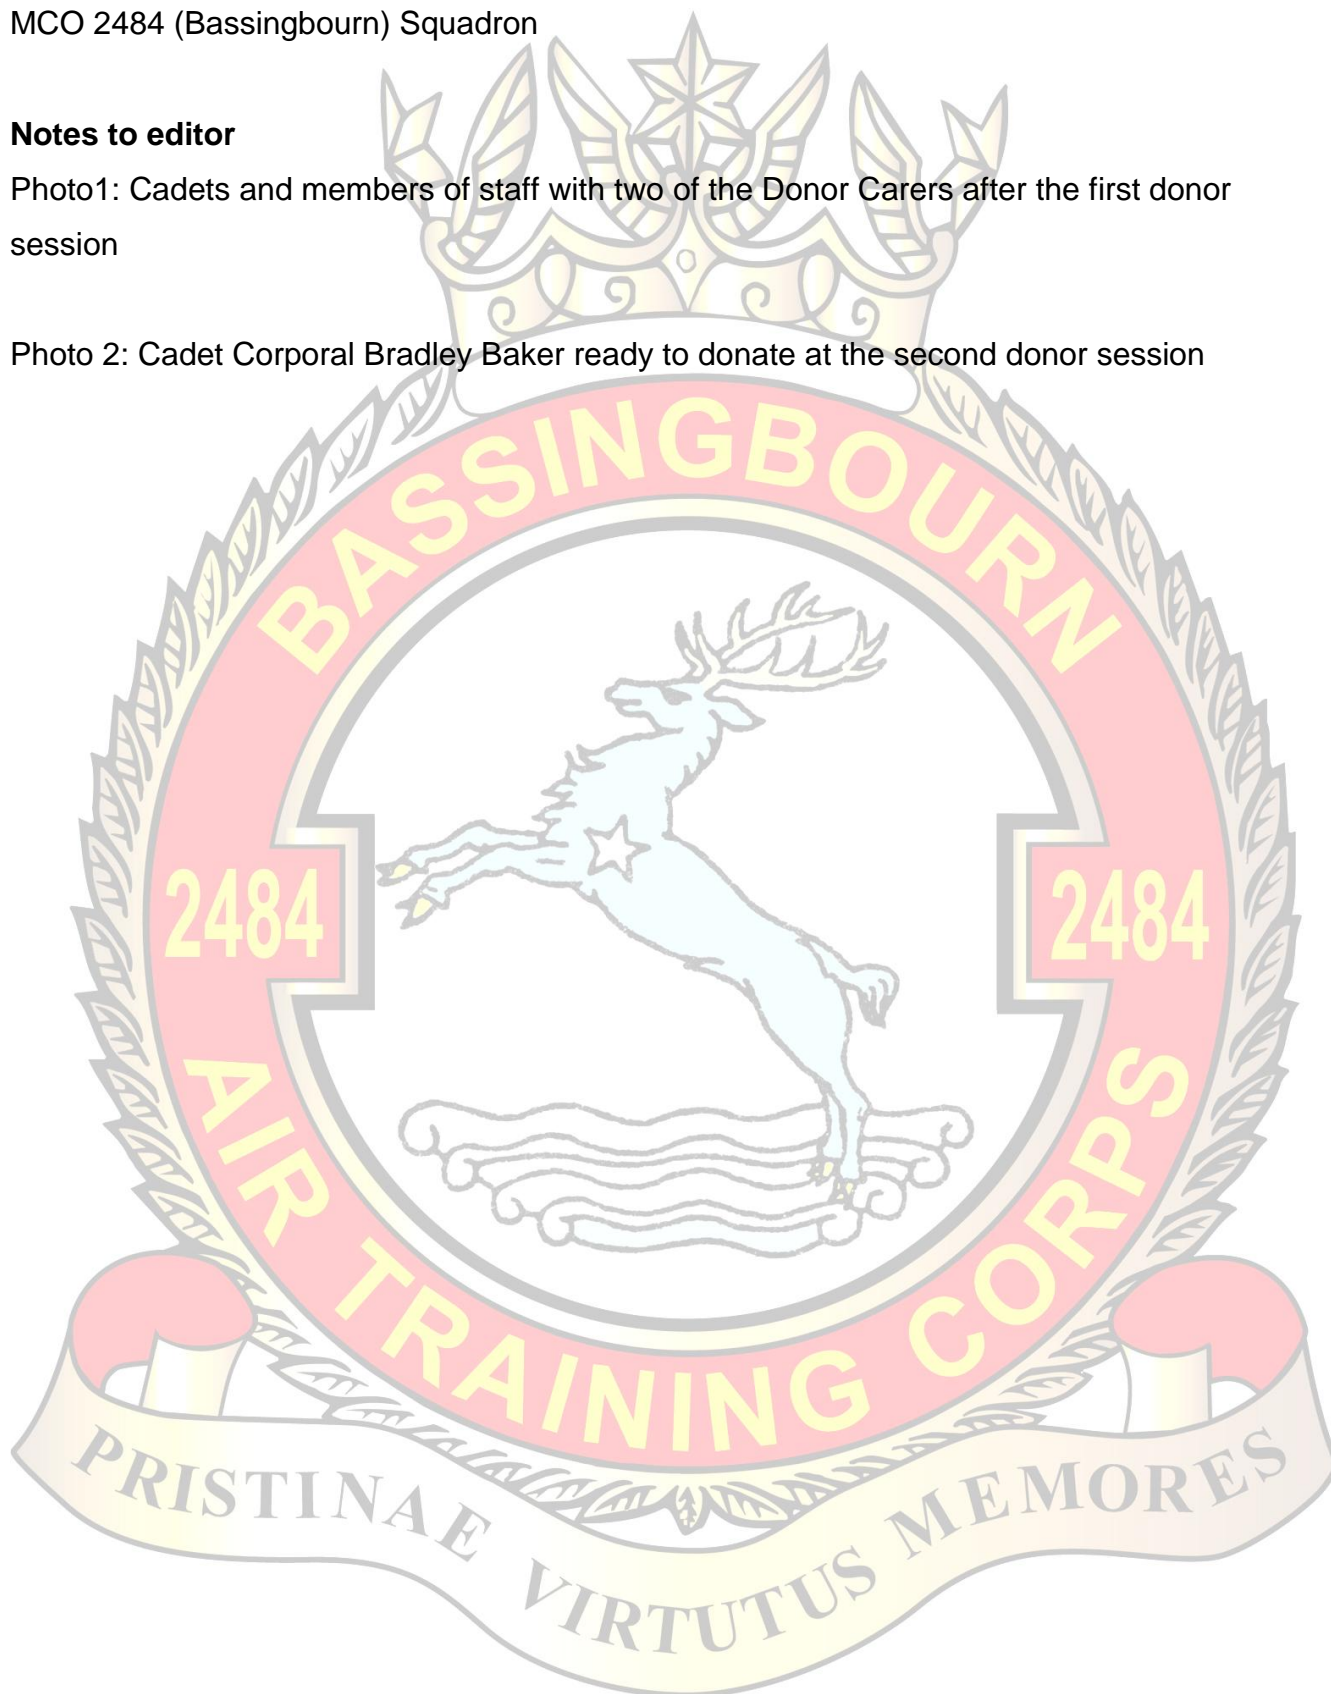 MCO 2484 (Bassingbourn) Squadron
Notes to editor
Photo1: Cadets and members of staff with two of the Donor Carers after the first donor
session
Photo 2: Cadet Corporal Bradley Baker ready to donate at the second donor session
BASSINGBOURN
2484
2484
AIR TRAINING CORPS
PRISTINAE VIRTUTUS MEMORES